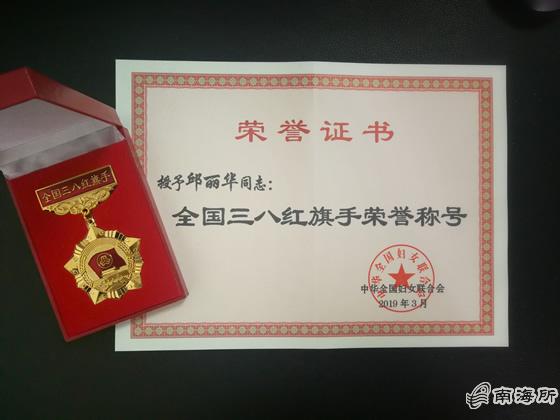 全国三八红旗手
荣誉证书
授予邱丽华同志：
全国三八红旗手荣誉称号
中华全国妇女联合会
中华全国妇女联合会
2019年3月
南海所